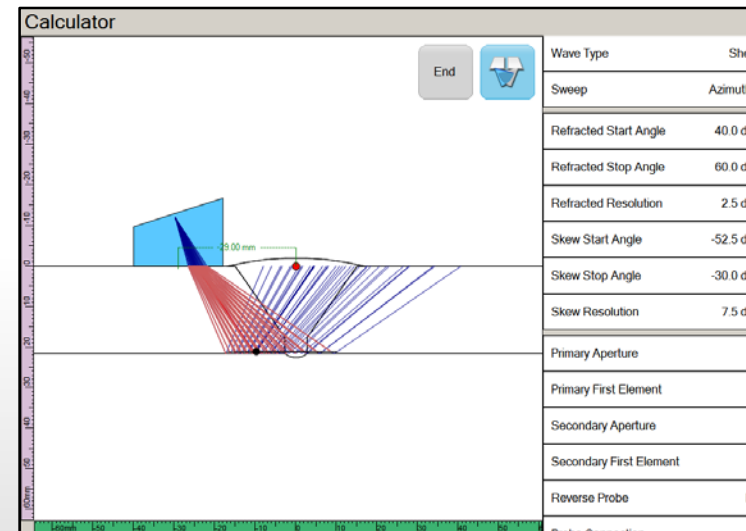 Calculator
End
-29.00 mm
Wave Type She
Sweep Azimuth
Refracted Start Angle 40.0 d
Refracted Stop Angle 60.0 d
Refracted Resolution 2.5 d
Skew Start Angle -52.5 d
Skew Stop Angle -30.0 d
Skew Resolution 7.5 d
Primary Aperture
Primary First Element
Secondary Aperture
Secondary First Element
Reverse Probe